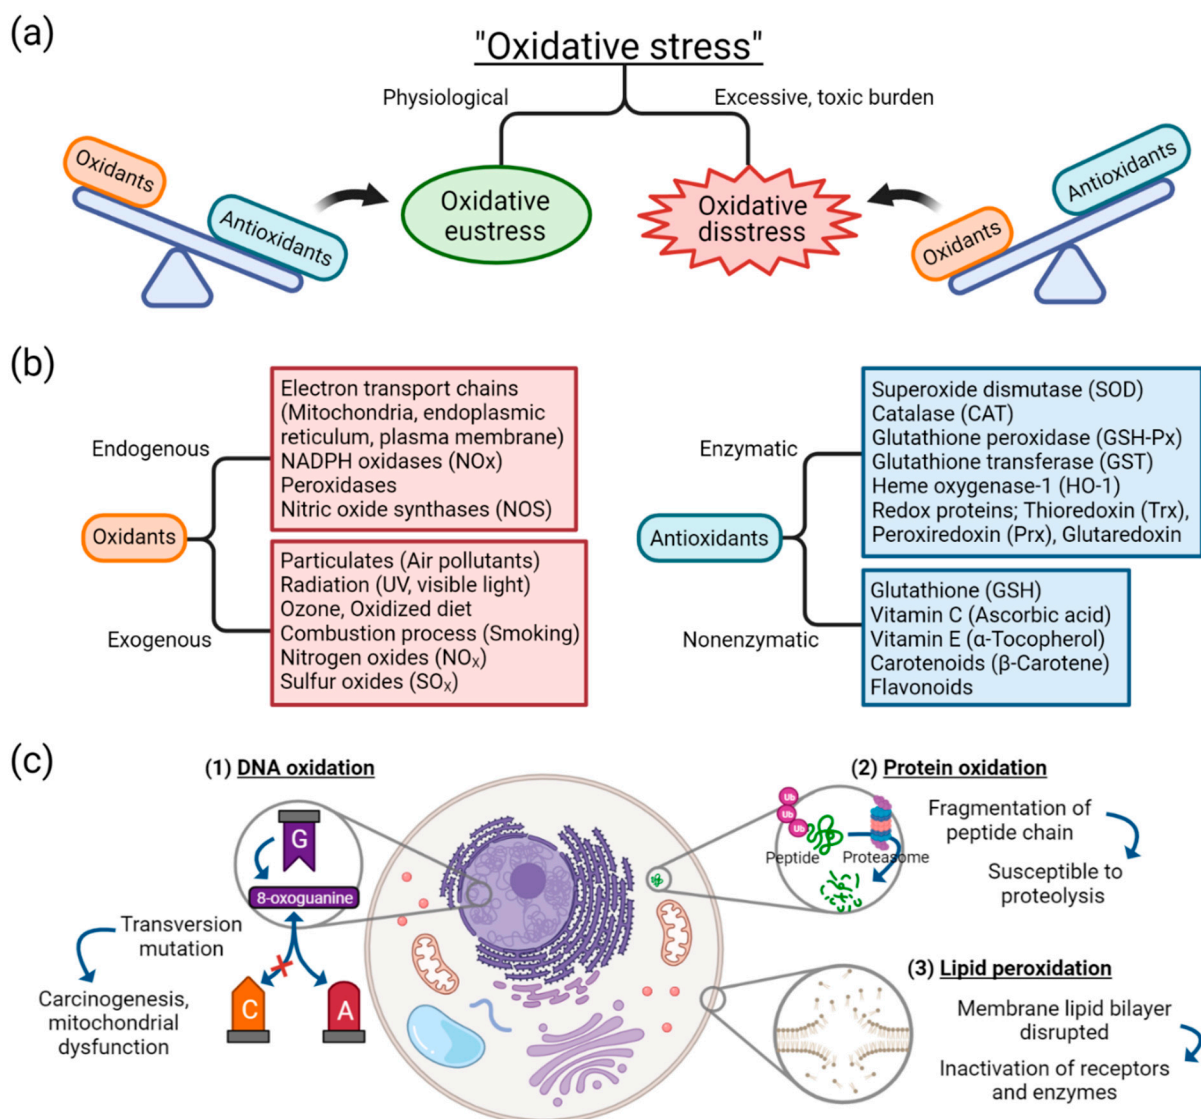 (a)
"Oxidative stress"
Physiological
Excessive, toxic burden
Oxidants
Antioxidants
Oxidative
eustress
Oxidative
disstress
Antioxidants
Oxidants
(b)
Endogenous
Electron transport chains
(Mitochondria, endoplasmic
reticulum, plasma membrane)
NADPH oxidases (NOx)
Peroxidases
Nitric oxide synthases (NOS)
Oxidants
Exogenous
Particulates (Air pollutants)
Radiation (UV, visible light)
Ozone, Oxidized diet
Combustion process (Smoking)
Nitrogen oxides (NOₓ)
Sulfur oxides (SOₓ)
Enzymatic
Superoxide dismutase (SOD)
Catalase (CAT)
Glutathione peroxidase (GSH-Px)
Glutathione transferase (GST)
Heme oxygenase-1 (HO-1)
Redox proteins; Thioredoxin (Trx),
Peroxiredoxin (Prx), Glutaredoxin
Antioxidants
Nonenzymatic
Glutathione (GSH)
Vitamin C (Ascorbic acid)
Vitamin E (α-Tocopherol)
Carotenoids (β-Carotene)
Flavonoids
(c)
(1) DNA oxidation
G
8-oxoguanine
Transversion
mutation
C
A
Carcinogenesis,
mitochondrial
dysfunction
(2) Protein oxidation
Ub
Ub
Ub
Peptide
Proteasome
Fragmentation of
peptide chain
Susceptible to
proteolysis
(3) Lipid peroxidation
Membrane lipid bilayer
disrupted
Inactivation of receptors
and enzymes